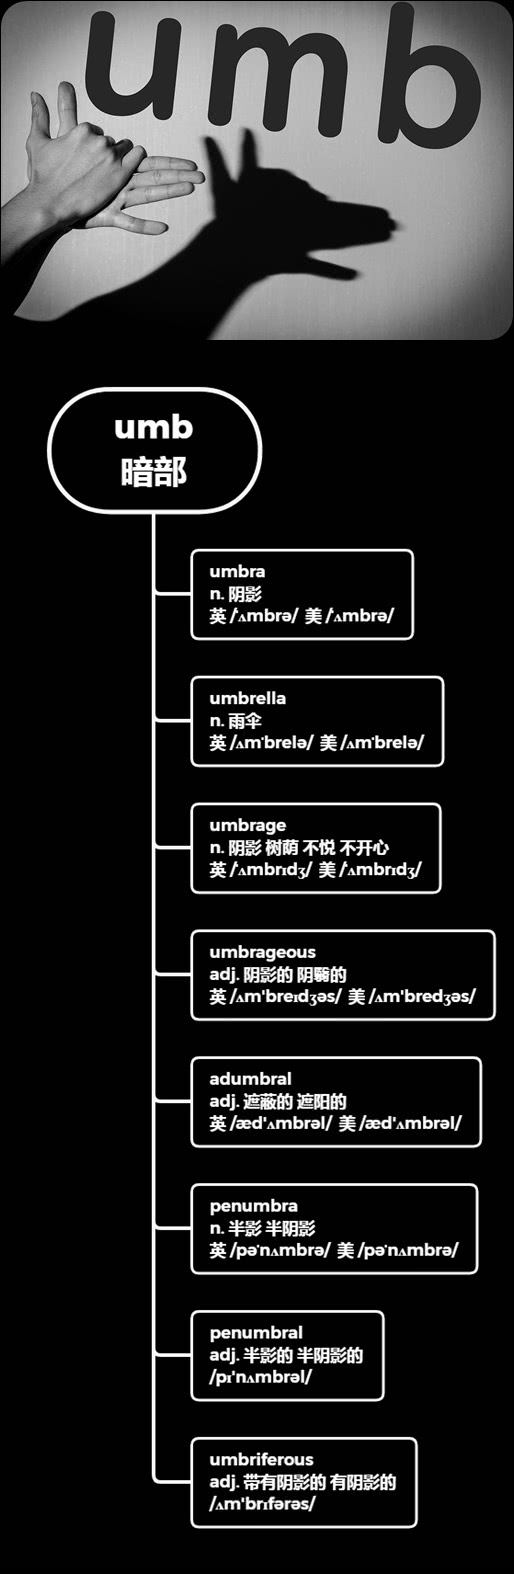 umb
umb
暗部
umbra
n. 阴影
英 /'ʌmbrə/ 美 /'ʌmbrə/
umbrella
n. 雨伞
英 /ʌm'brelə/ 美 /ʌm'brelə/
umbrage
n. 阴影 树荫 不悦 不开心
英 /'ʌmbrɪdʒ/ 美 /'ʌmbrɪdʒ/
umbrageous
adj. 阴影的 阴翳的
英 /ʌm'breɪdʒəs/ 美 /ʌm'bredʒəs/
adumbral
adj. 遮蔽的 遮阳的
英 /æd'ʌmbrəl/ 美 /æd'ʌmbrəl/
penumbra
n. 半影 半阴影
英 /pə'nʌmbrə/ 美 /pə'nʌmbrə/
penumbral
adj. 半影的 半阴影的
/pɪ'nʌmbrəl/
umbriferous
adj. 带有阴影的 有阴影的
/ʌm'brɪfərəs/